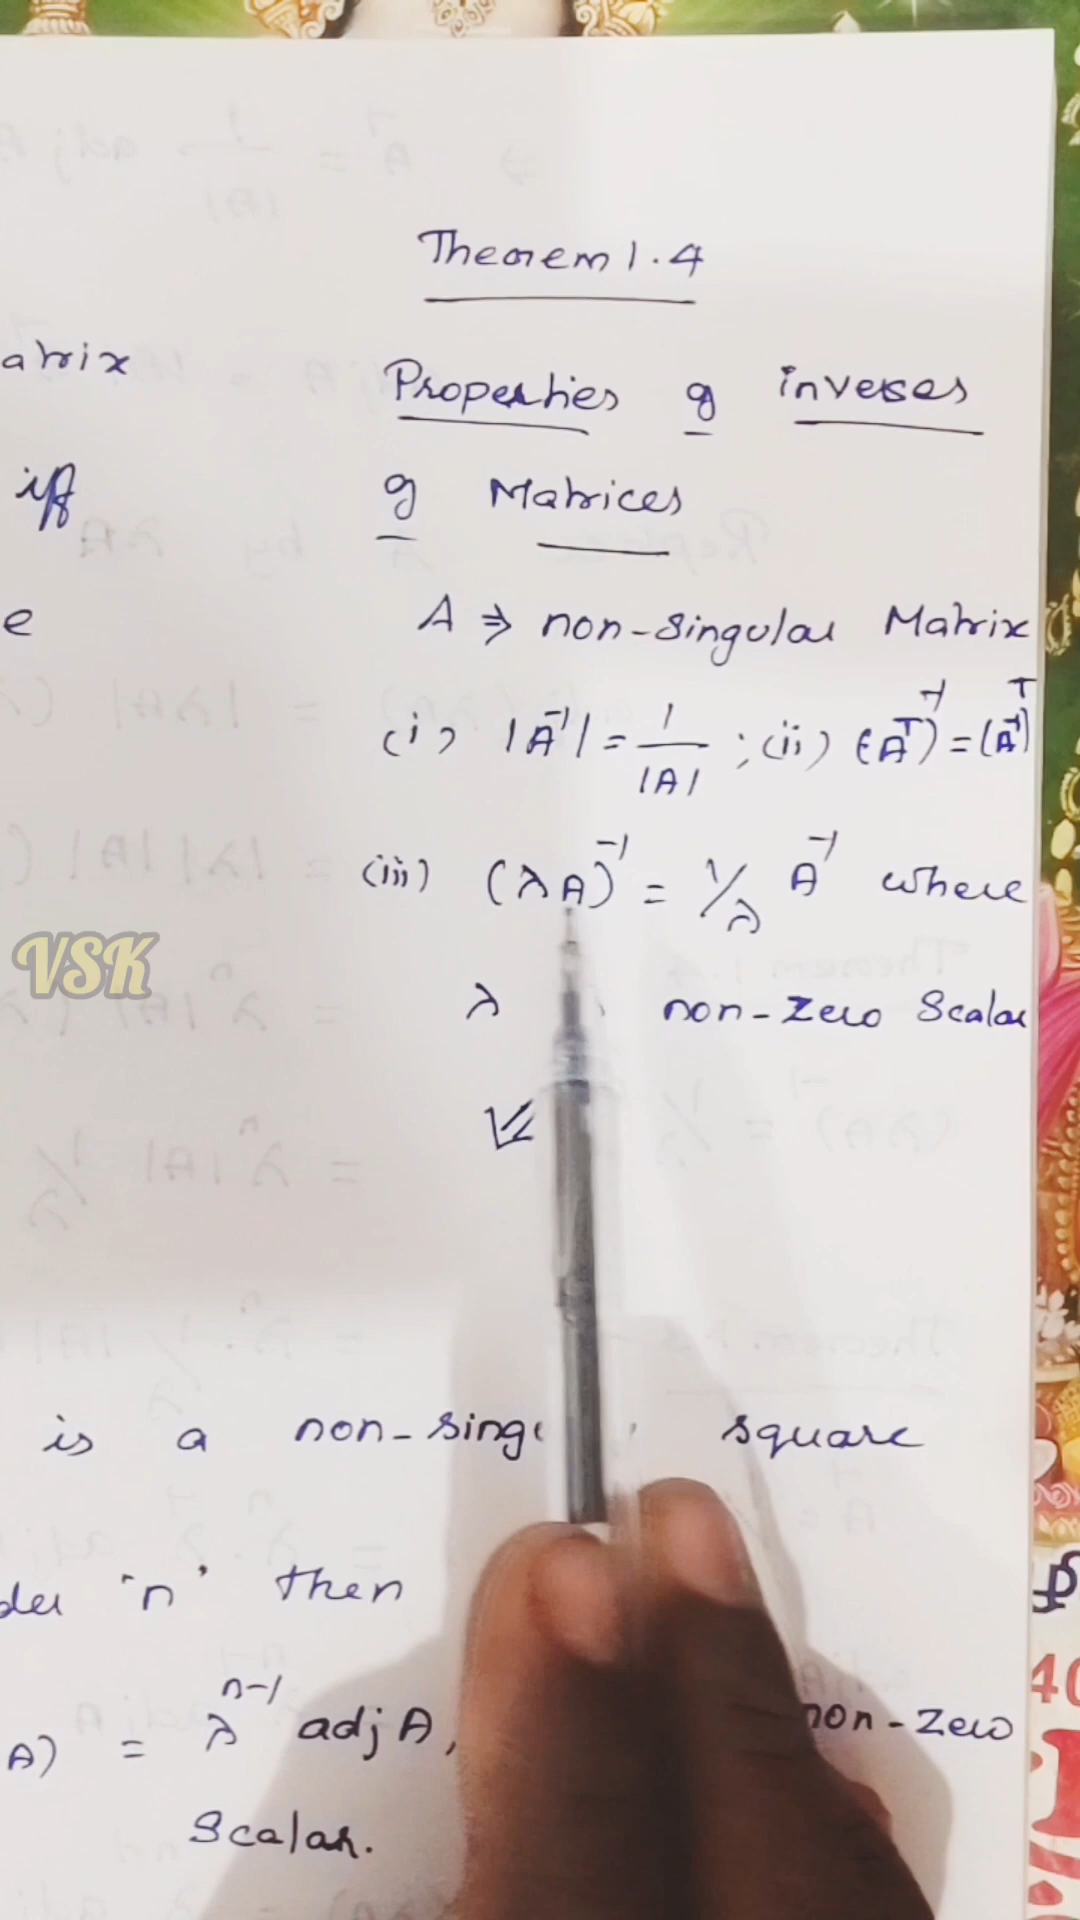 Theorem 1.4
atrix
Properties of inverses
iff
of Matrices
e
A ⇒ non-singular Matrix
(i) |A⁻¹| = 1/|A| ; (ii) (Aᵀ)⁻¹ = (A⁻¹)ᵀ
(iii) (λA)⁻¹ = 1/λ A⁻¹ where
VSK
λ non-zero Scalar
is a non-sing square
der 'n' then
A) = λⁿ⁻¹ adj A, non-zero
Scalar.
40